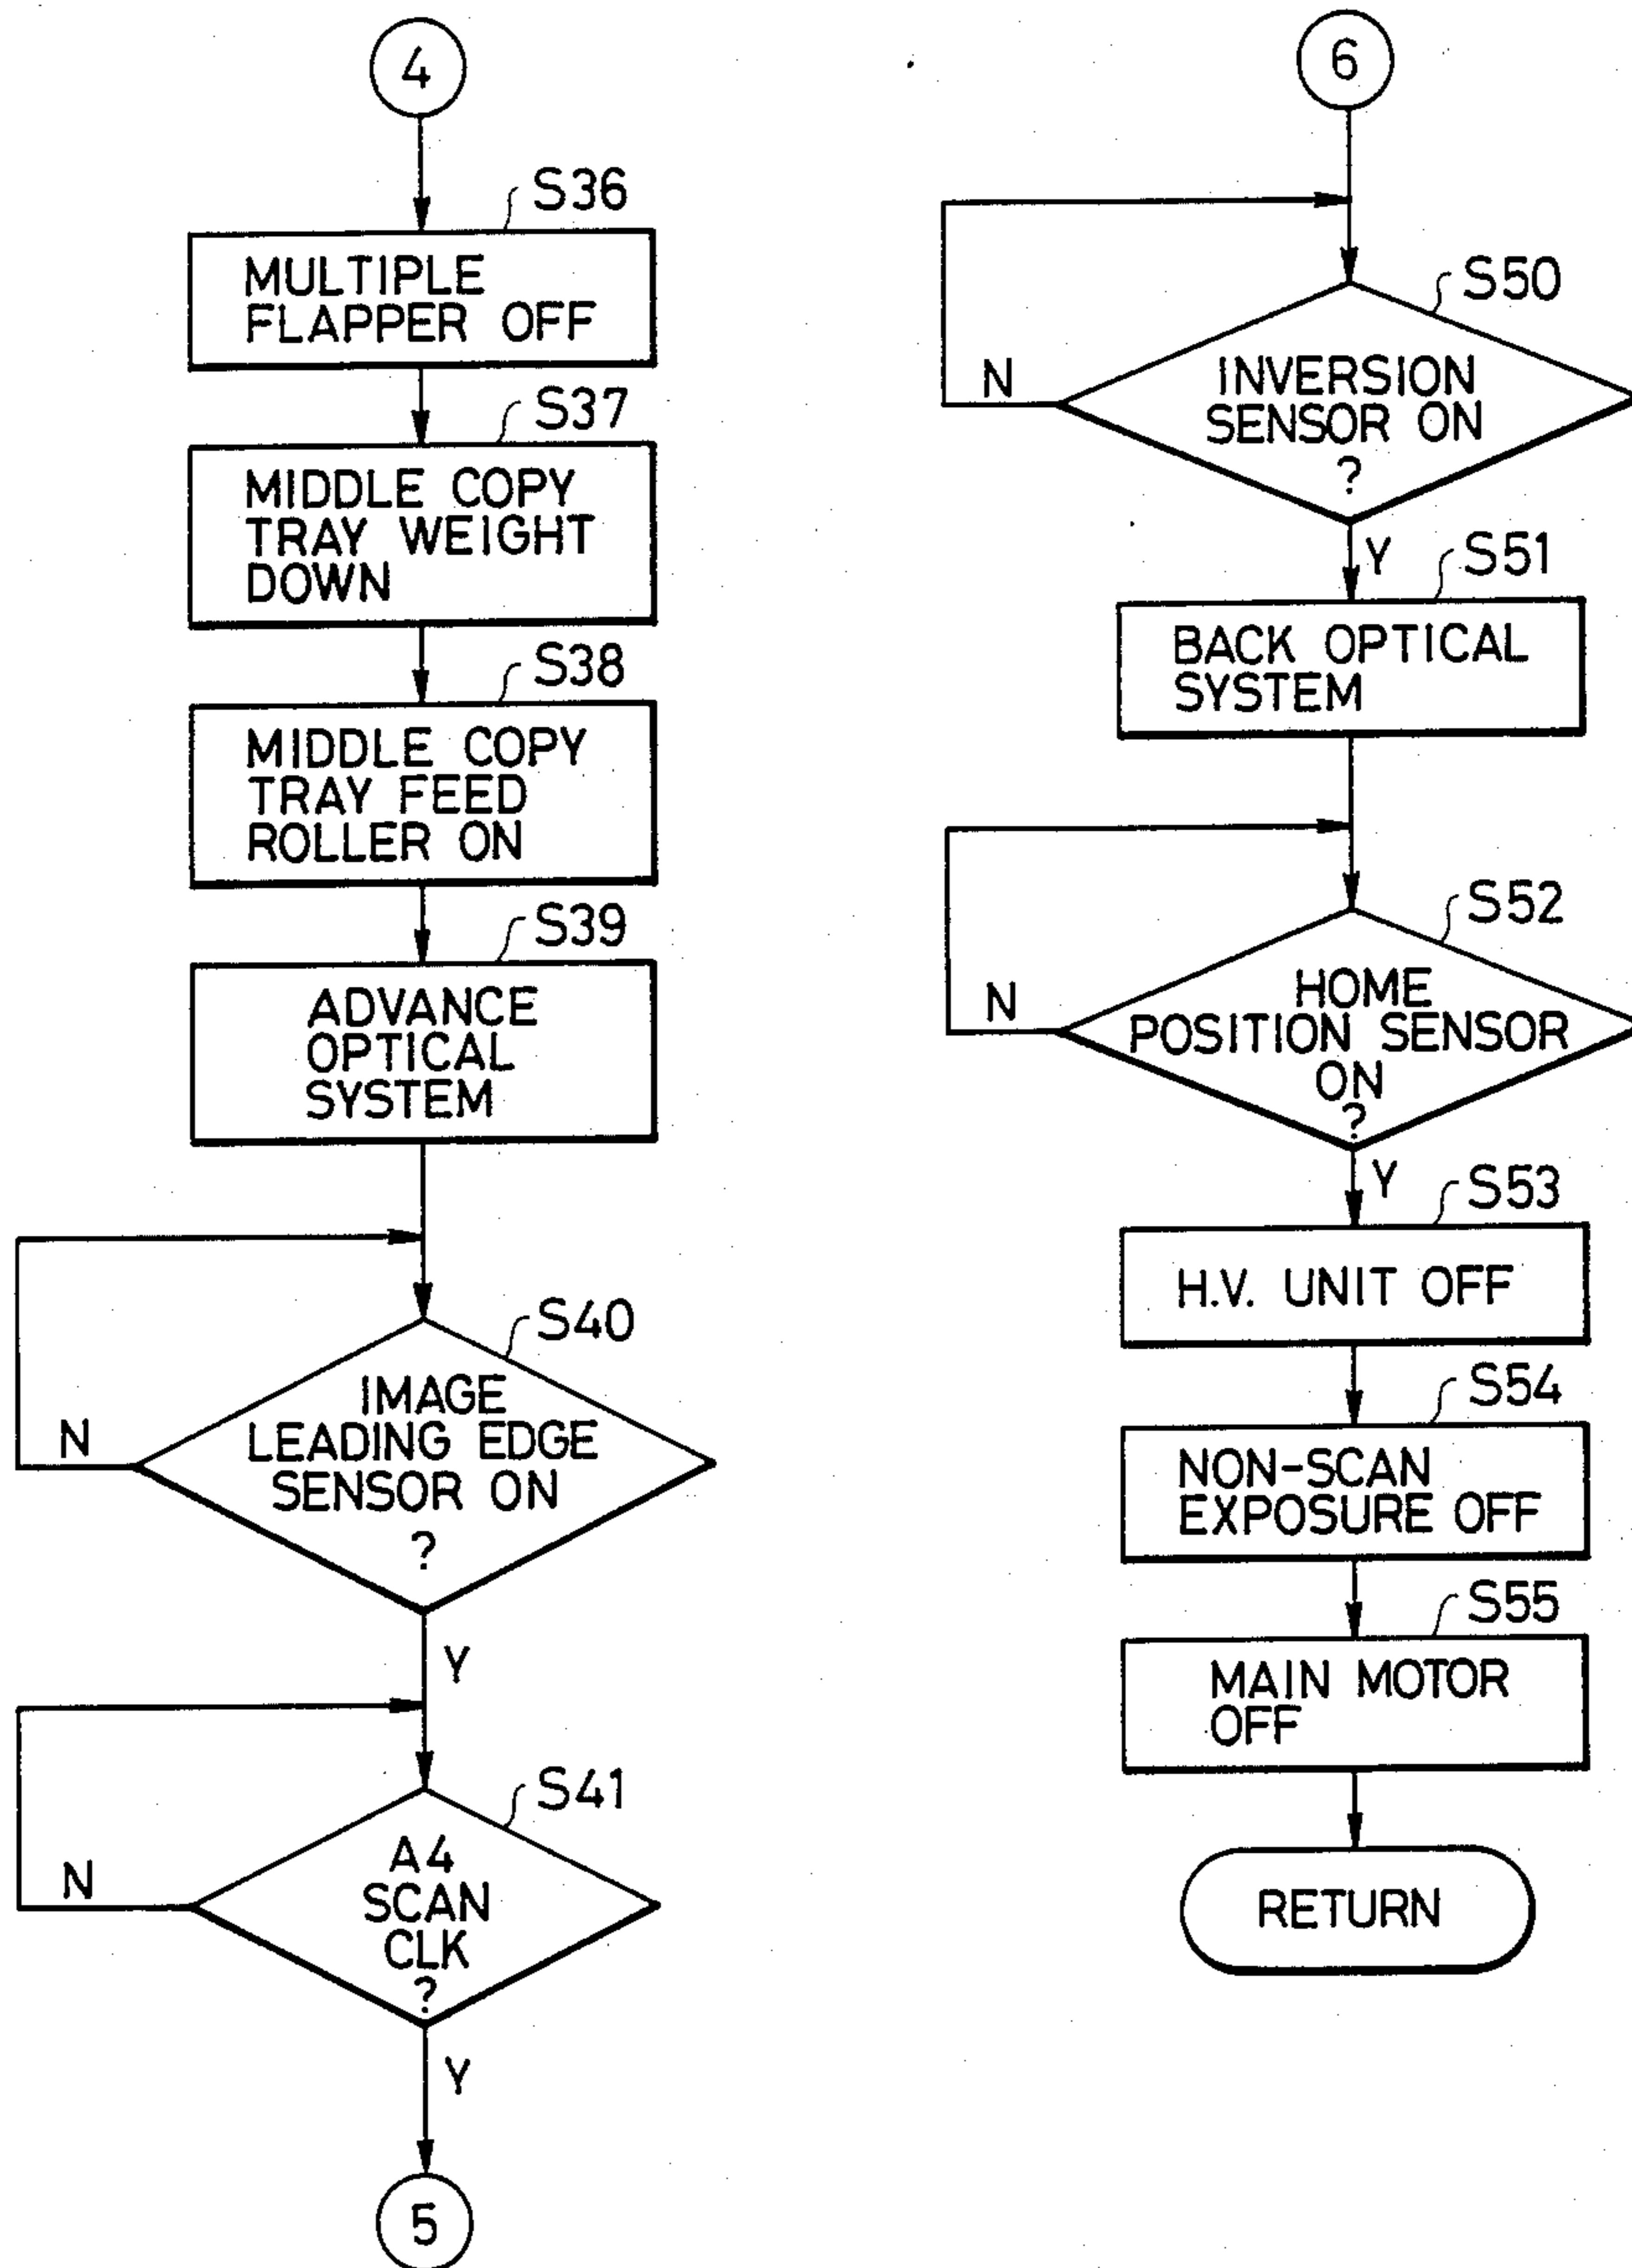 4
S36
MULTIPLE
FLAPPER OFF
S37
MIDDLE COPY
TRAY WEIGHT
DOWN
S38
MIDDLE COPY
TRAY FEED
ROLLER ON
S39
ADVANCE
OPTICAL
SYSTEM
S40
IMAGE
LEADING EDGE
SENSOR ON
?
N
Y
S41
A4
SCAN
CLK
?
N
Y
5
6
S50
INVERSION
SENSOR ON
?
N
Y
S51
BACK OPTICAL
SYSTEM
S52
HOME
POSITION SENSOR
ON
?
N
Y
S53
H.V. UNIT OFF
S54
NON-SCAN
EXPOSURE OFF
S55
MAIN MOTOR
OFF
RETURN